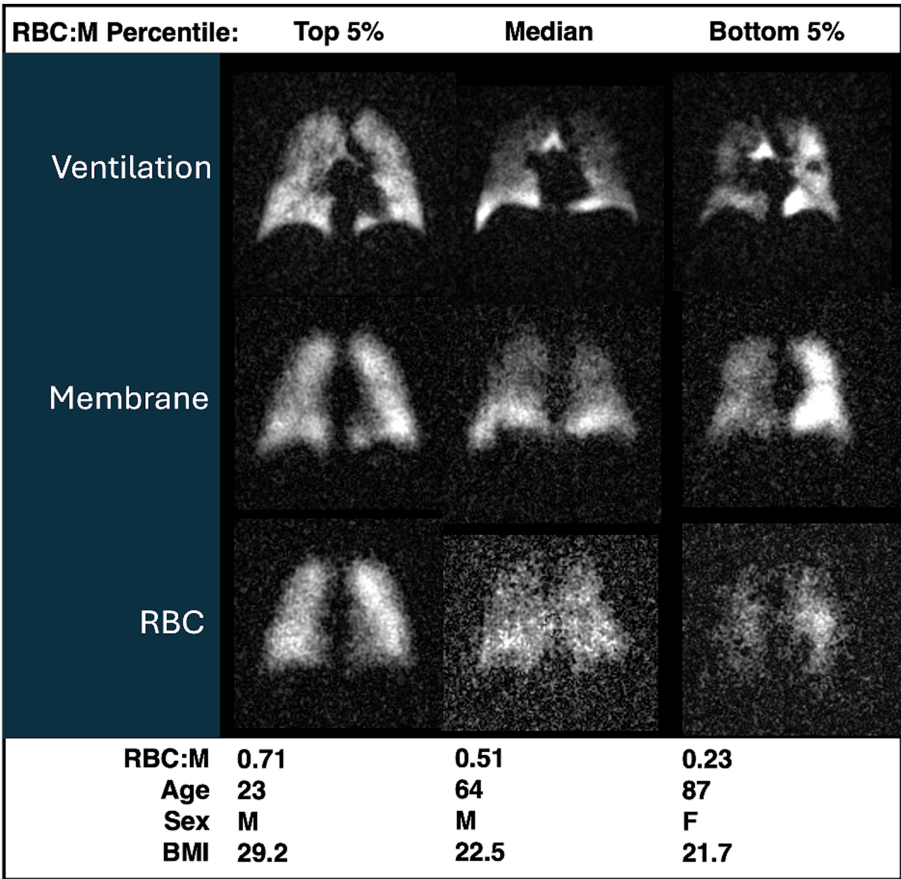 RBC:M Percentile: Top 5% Median Bottom 5%
Ventilation
Membrane
RBC
RBC:M 0.71 0.51 0.23
Age 23 64 87
Sex M M F
BMI 29.2 22.5 21.7